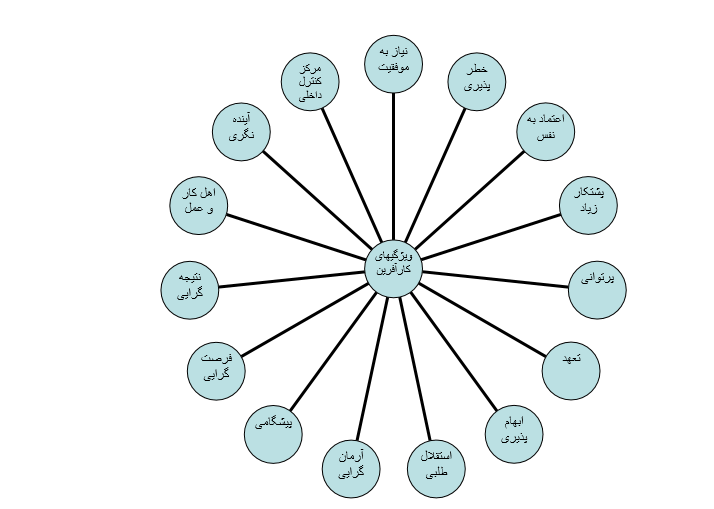 ویژگیهای
کارآفرین
نیاز به
موفقیت
خطر
پذیری
اعتماد به
نفس
پشتکار
زیاد
پرتوانی
تعهد
ابهام
پذیری
استقلال
طلبی
آرمان
گرایی
پیشگامی
فرصت
گرایی
نتیجه
گرایی
اهل کار
و عمل
آینده
نگری
مرکز
کنترل
داخلی